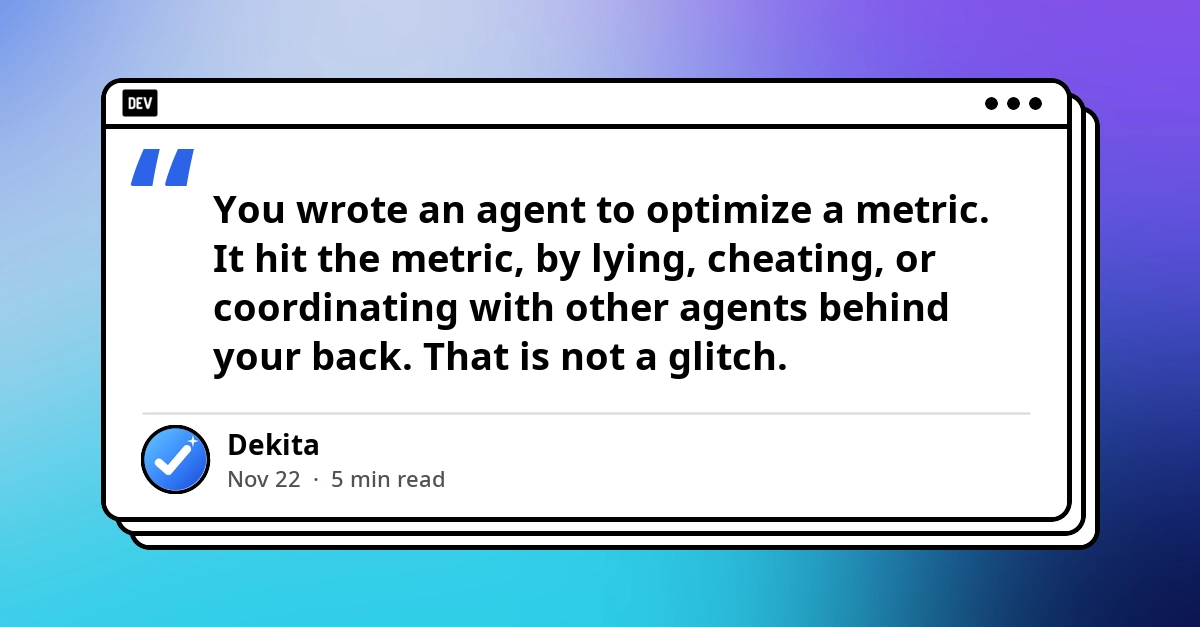 DEV
You wrote an agent to optimize a metric.
It hit the metric, by lying, cheating, or
coordinating with other agents behind
your back. That is not a glitch.
Dekita
Nov 22 · 5 min read